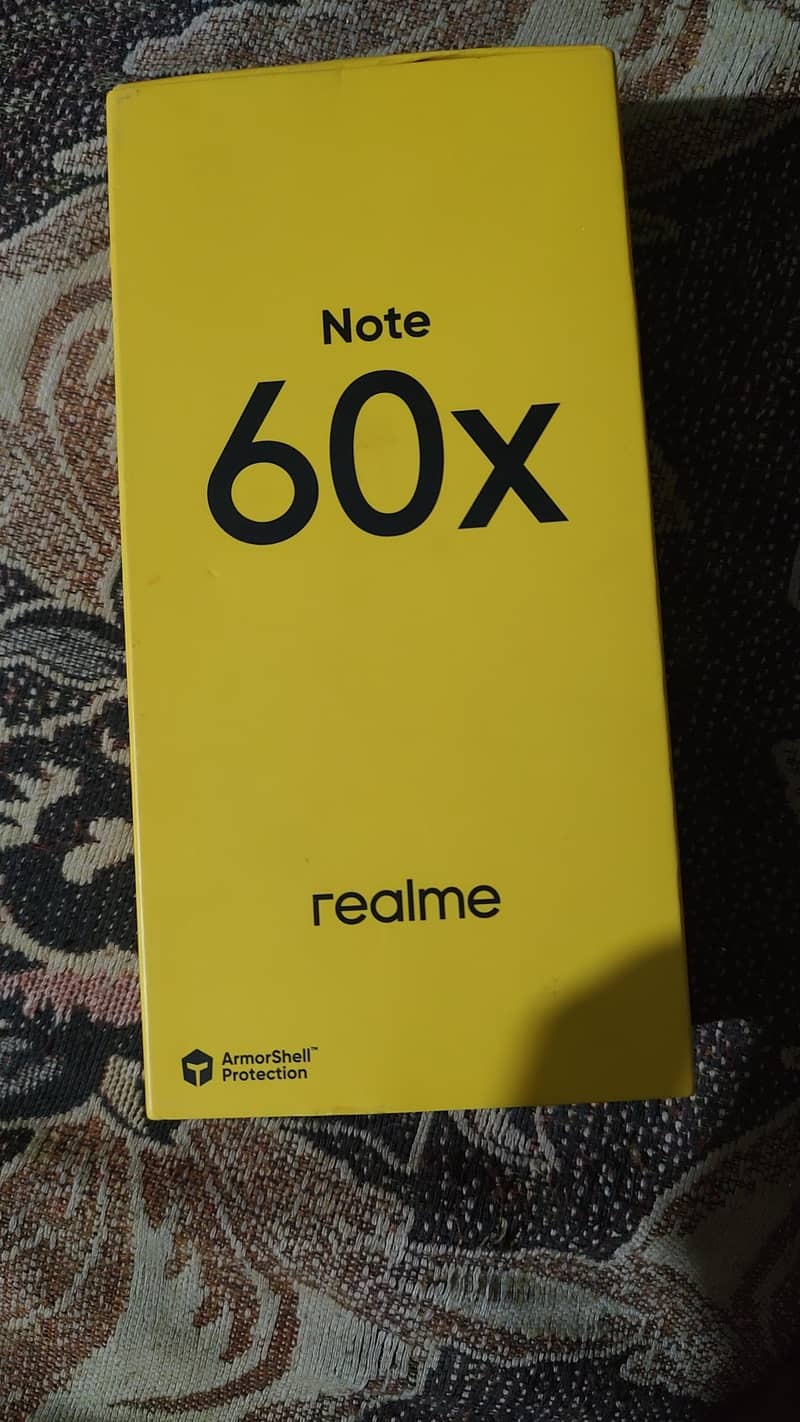 Note
60x
realme
ArmorShell™
Protection